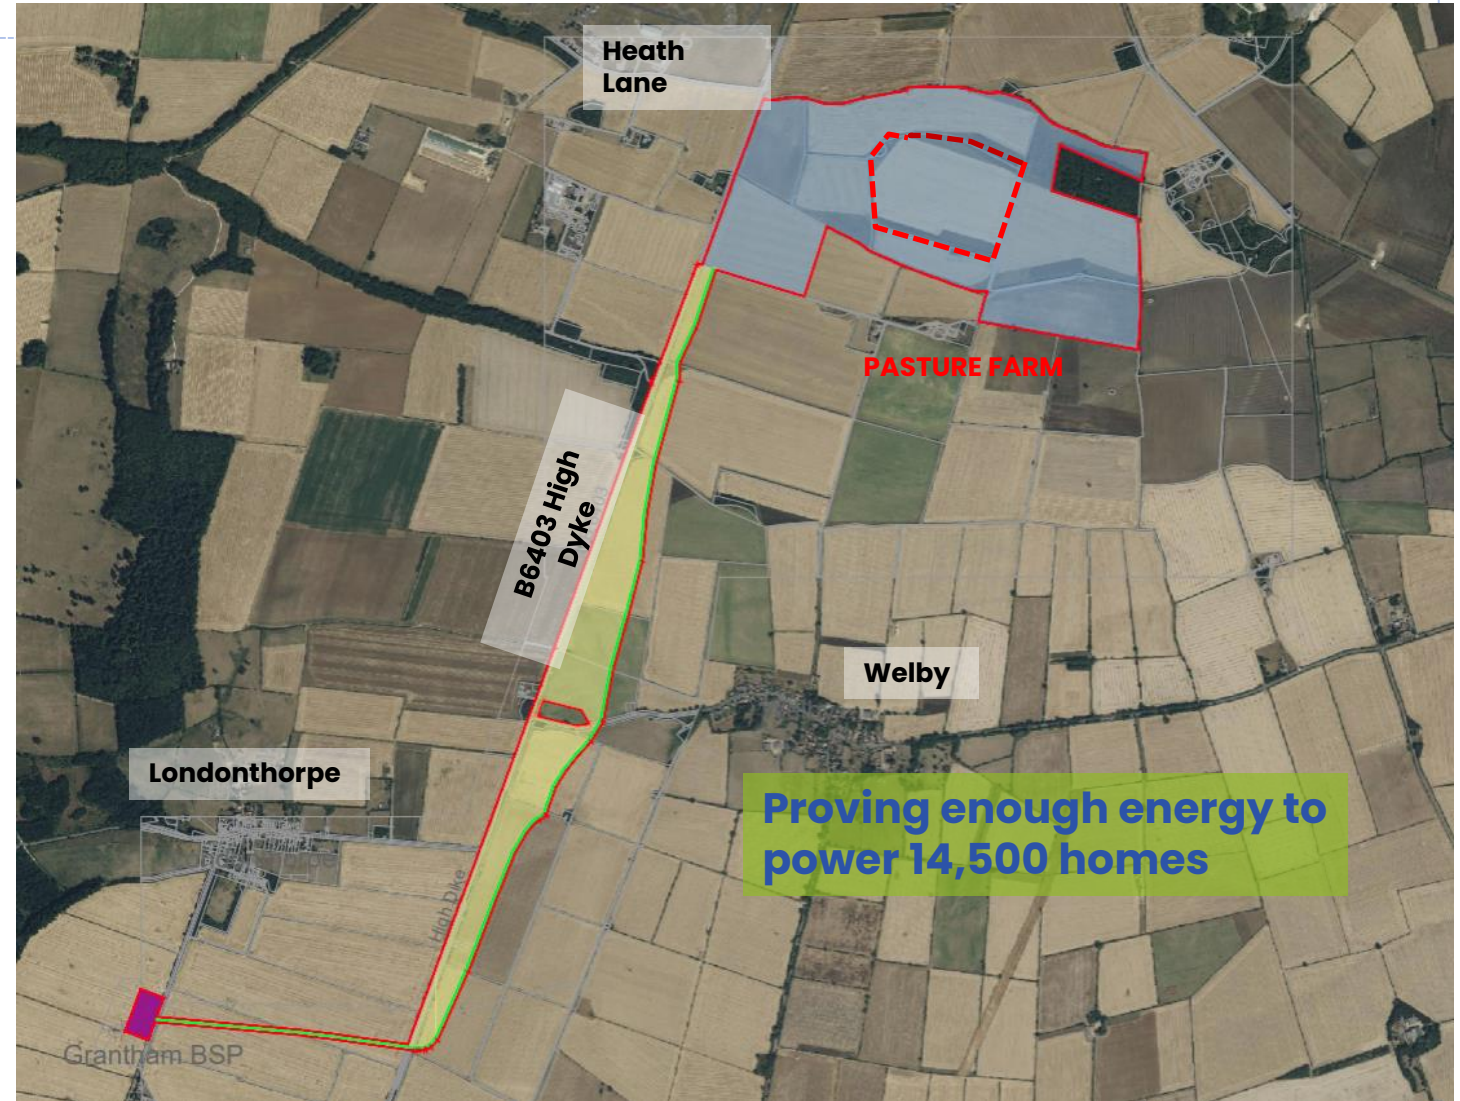 Heath
Lane
PASTURE FARM
B6403 High
Dyke
Welby
Londonthorpe
Proving enough energy to
power 14,500 homes
High Dike
Grantham BSP